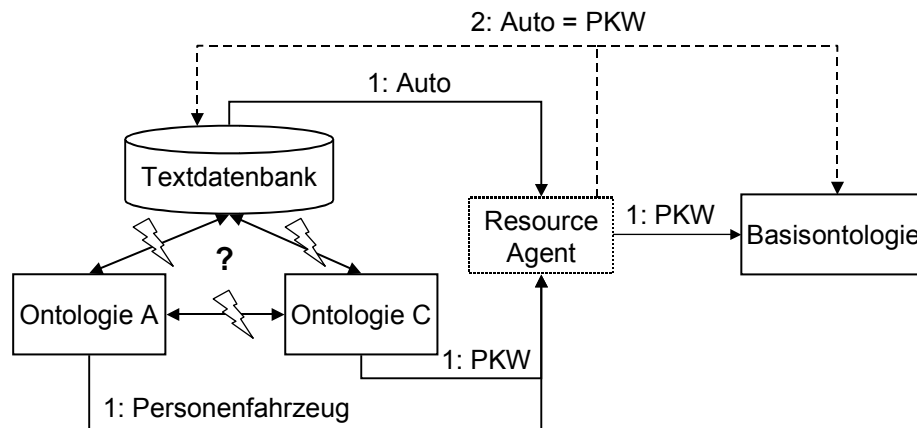 2: Auto = PKW
1: Auto
Textdatenbank
Resource
Agent
1: PKW
Basisontologie
?
Ontologie A
Ontologie C
1: PKW
1: Personenfahrzeug